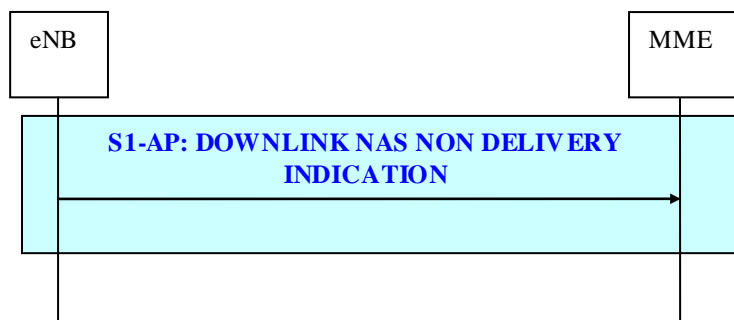 eNB
MME
S1-AP: DOWNLINK NAS NON DELIVERY
INDICATION